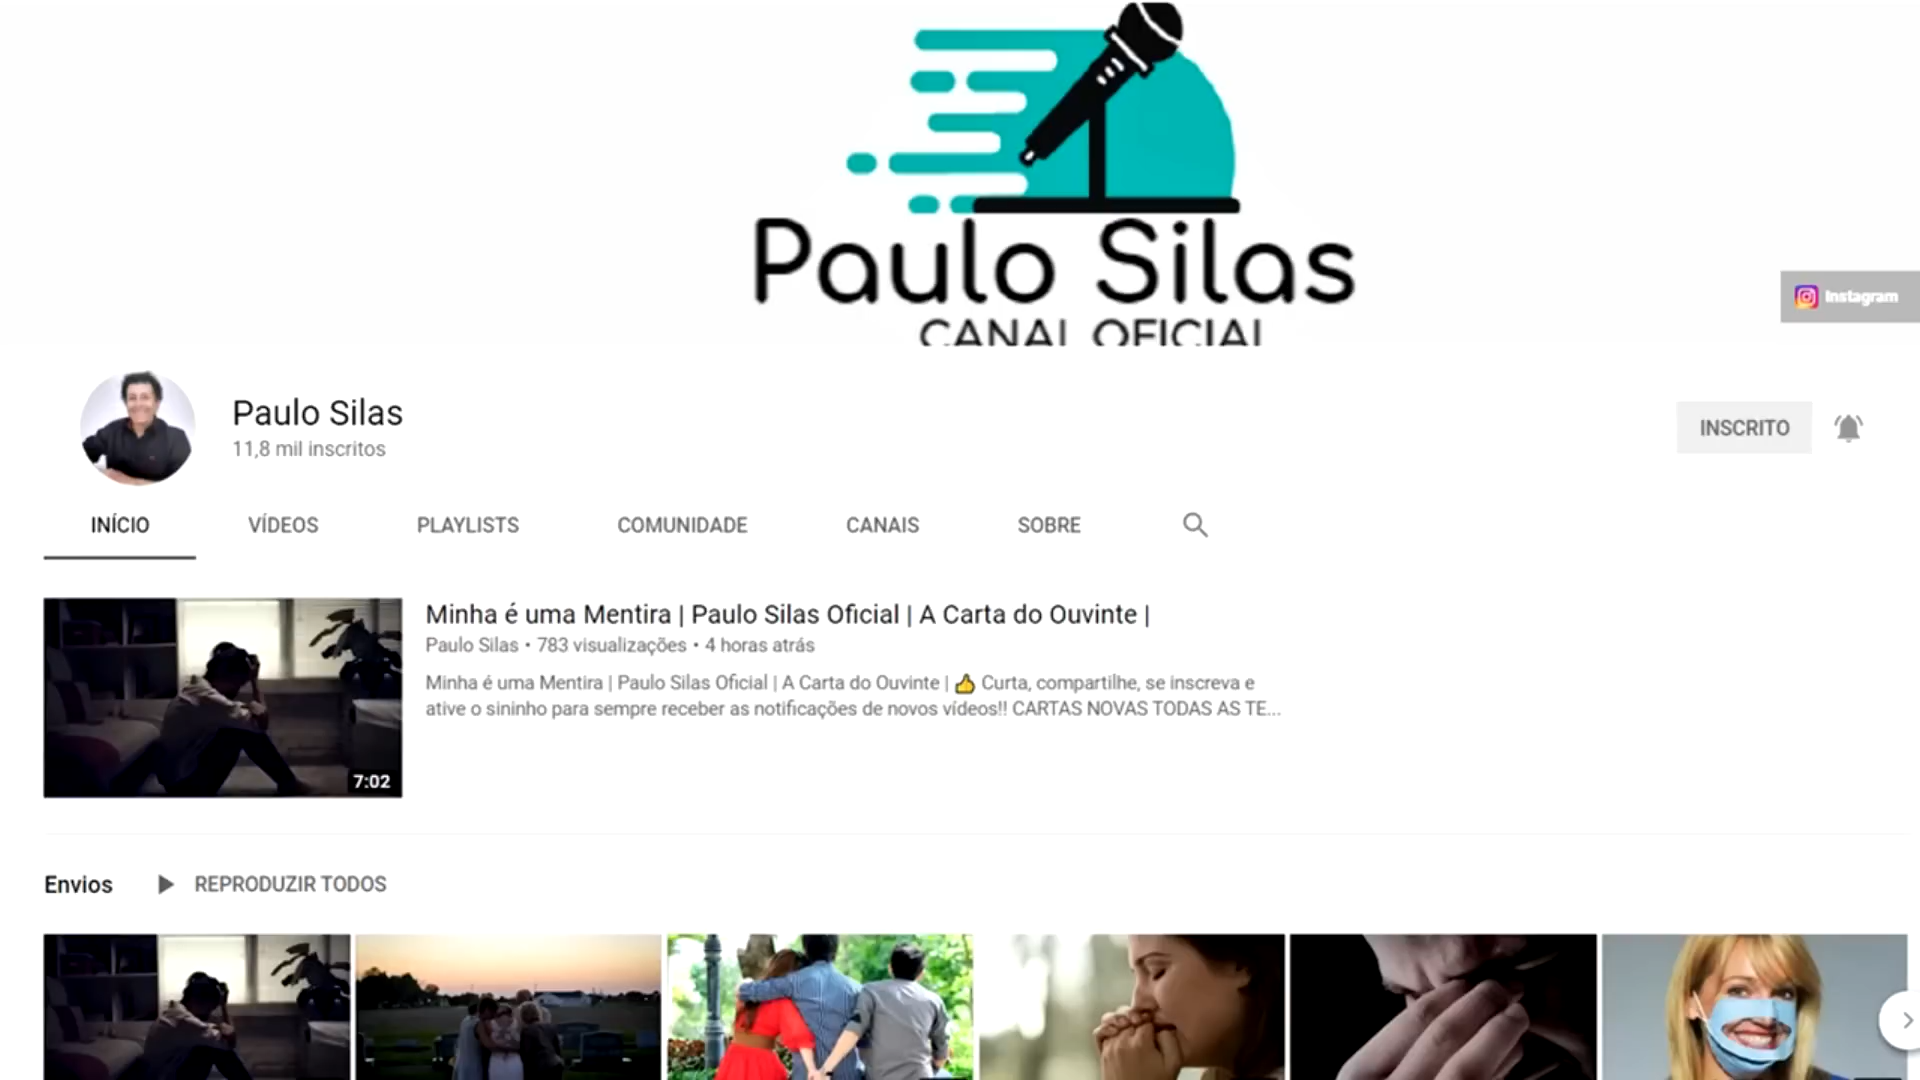 Paulo Silas
CANAL OFICIAL
Instagram
Paulo Silas
11,8 mil inscritos
INSCRITO
INÍCIO
VÍDEOS
PLAYLISTS
COMUNIDADE
CANAIS
SOBRE
Minha é uma Mentira | Paulo Silas Oficial | A Carta do Ouvinte |
Paulo Silas • 783 visualizações • 4 horas atrás
Minha é uma Mentira | Paulo Silas Oficial | A Carta do Ouvinte | 👍 Curta, compartilhe, se inscreva e
ative o sininho para sempre receber as notificações de novos vídeos!! CARTAS NOVAS TODAS AS TE...
7:02
Envios
REPRODUZIR TODOS